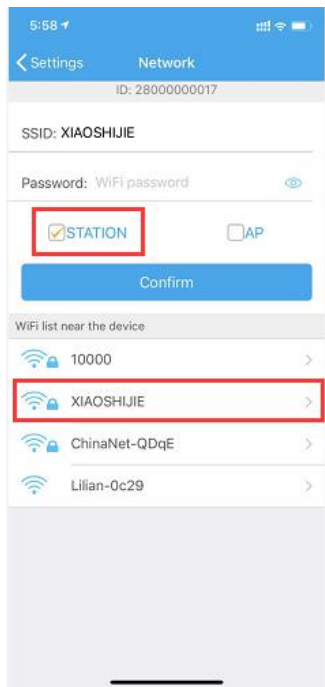 5:58
Settings Network
ID: 28000000017
SSID: XIAOSHIJIE
Password: WiFi password
STATION AP
Confirm
WiFi list near the device
10000
XIAOSHIJIE
ChinaNet-QDqE
Lilian-0c29